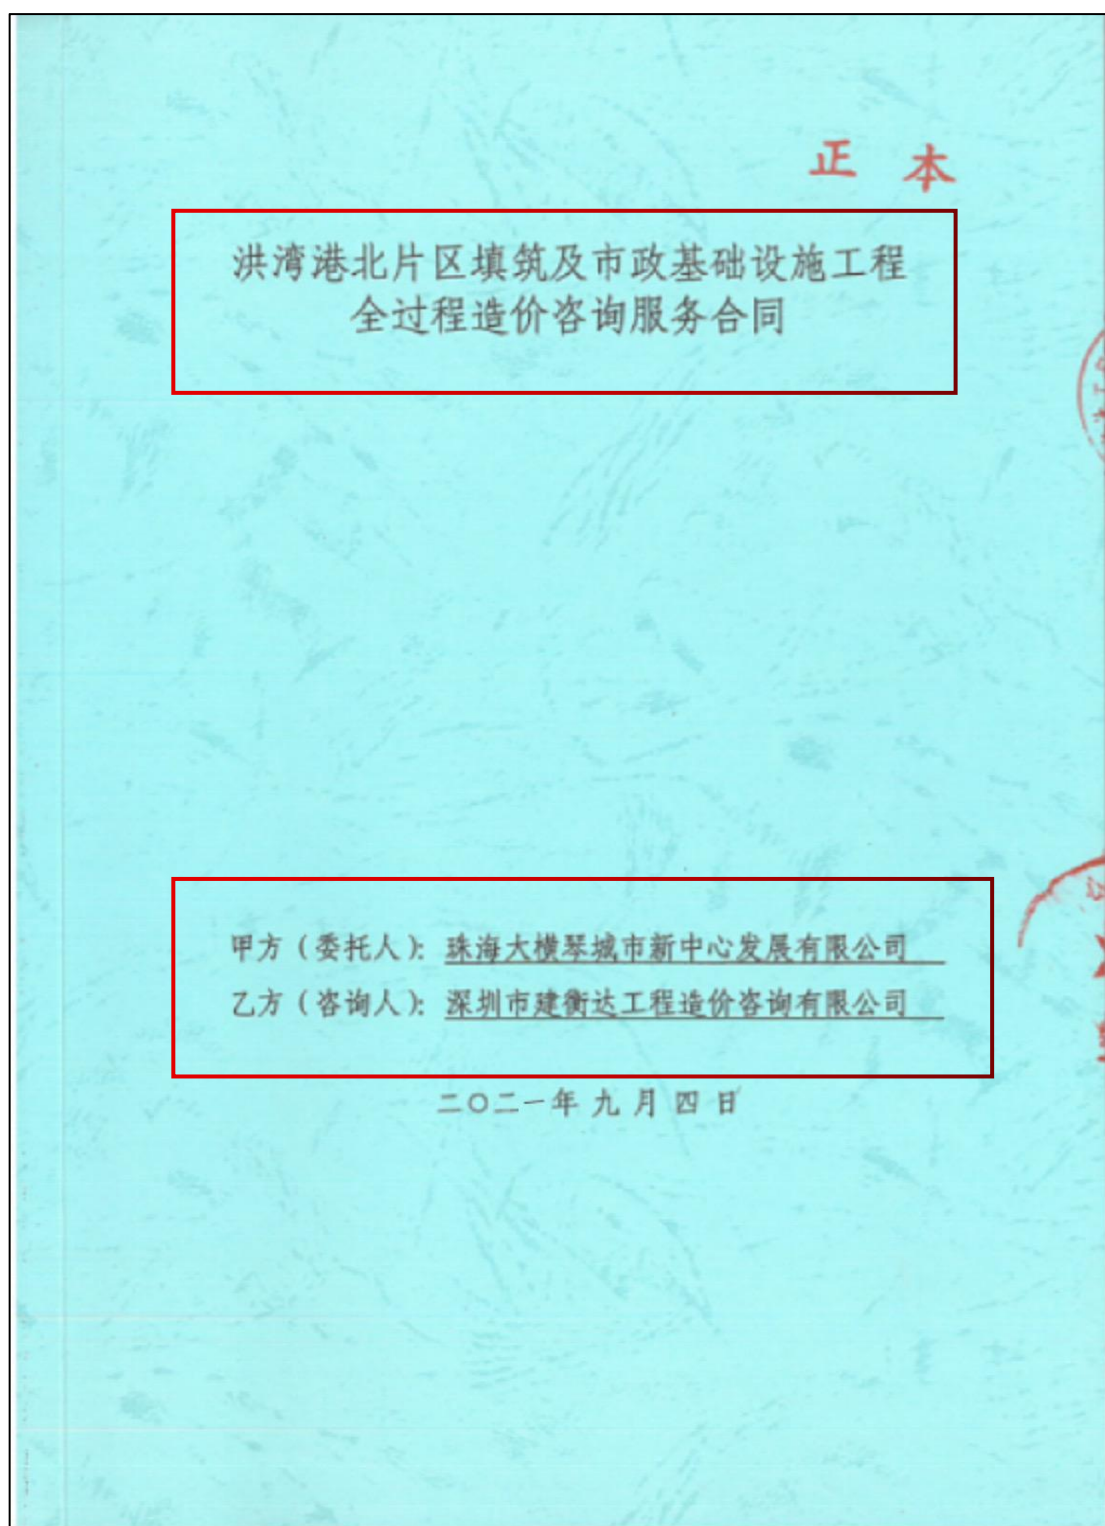 正 本
洪湾港北片区填筑及市政基础设施工程
全过程造价咨询服务合同
甲方（委托人）：珠海大横琴城市新中心发展有限公司
乙方（咨询人）：深圳市建衡达工程造价咨询有限公司
二〇二一年 九 月 四 日